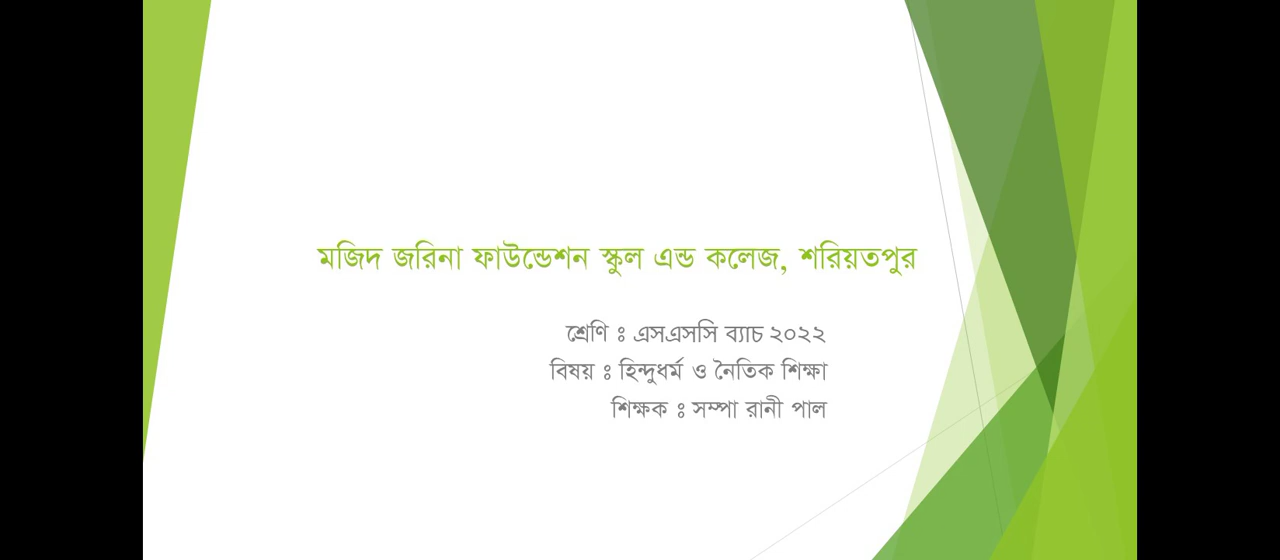 মজিদ জরিনা ফাউন্ডেশন স্কুল এন্ড কলেজ, শরিয়তপুর
শ্রেণি ঃ এসএসসি ব্যাচ ২০২২
বিষয় ঃ হিন্দুধর্ম ও নৈতিক শিক্ষা
শিক্ষক ঃ সম্পা রানী পাল